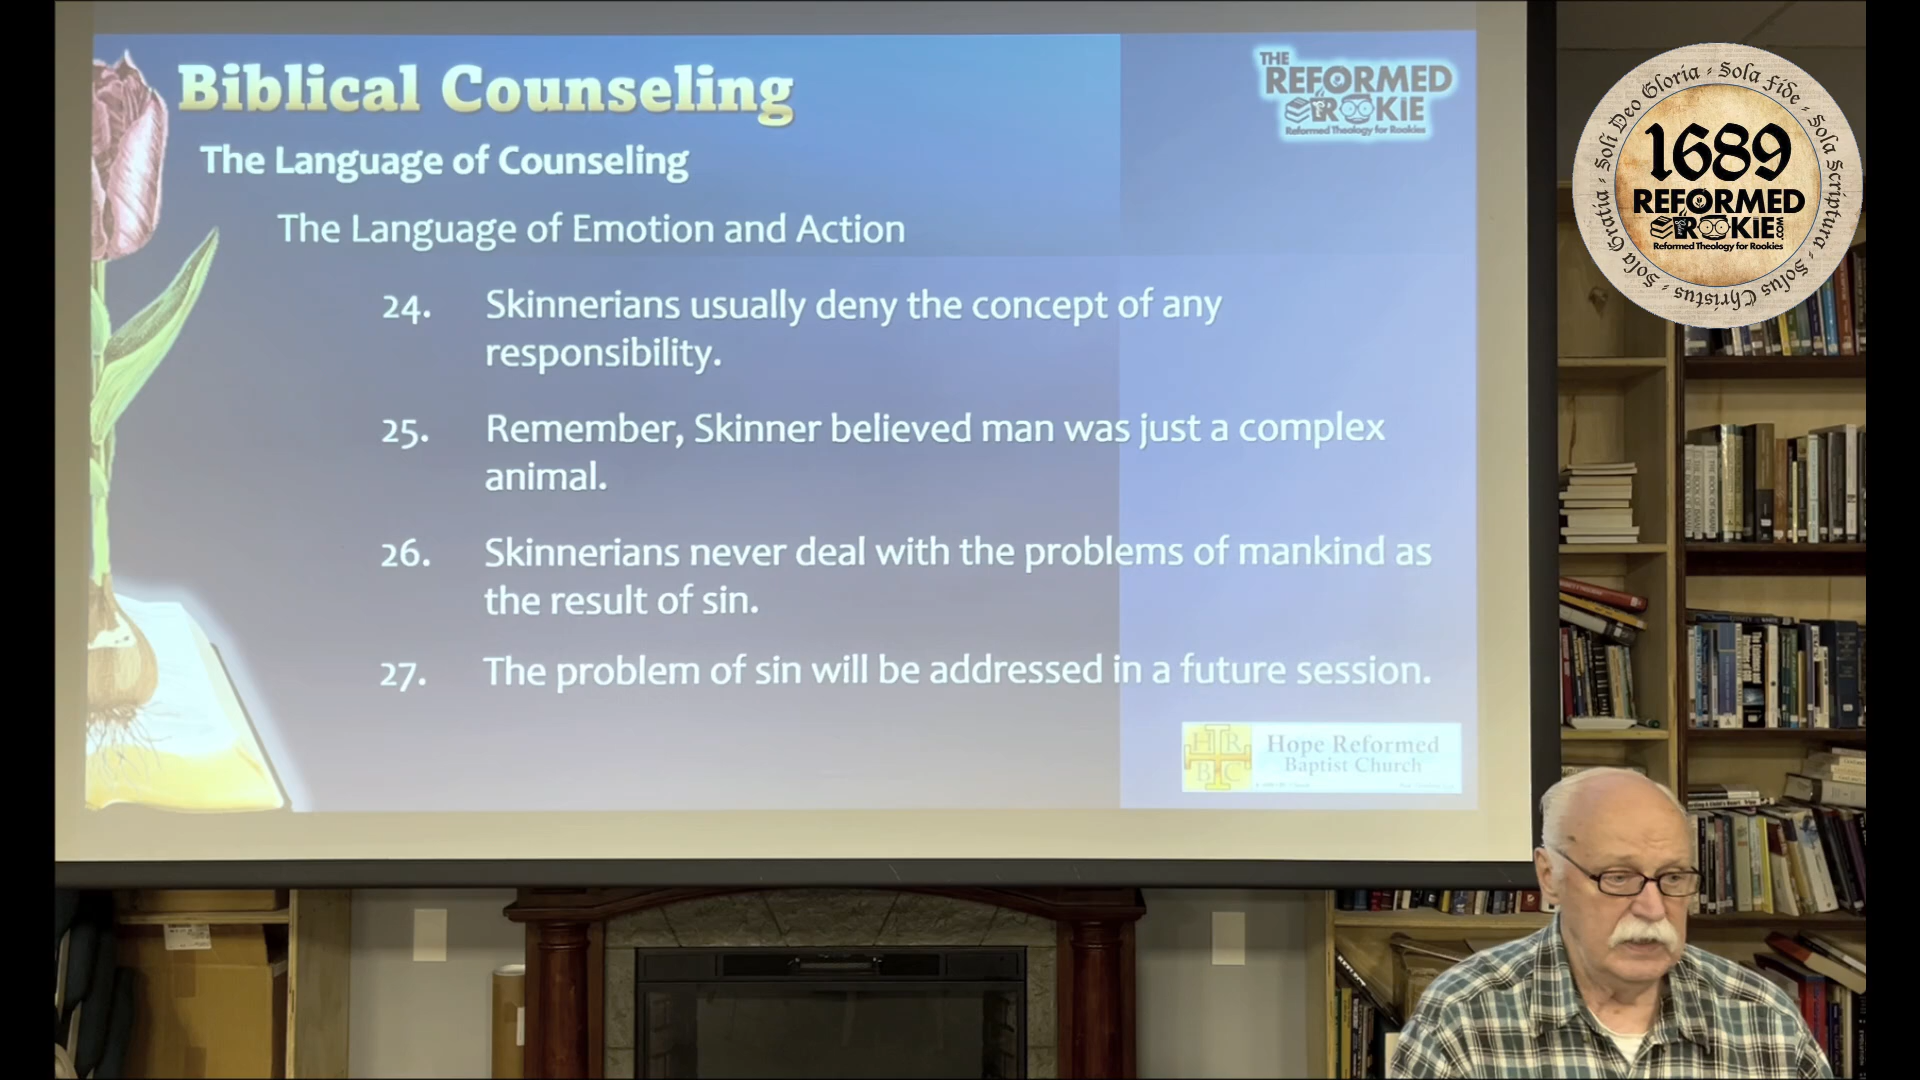 Biblical Counseling
The Language of Counseling
The Language of Emotion and Action
24. Skinnerians usually deny the concept of any
responsibility.
25. Remember, Skinner believed man was just a complex
animal.
26. Skinnerians never deal with the problems of mankind as
the result of sin.
27. The problem of sin will be addressed in a future session.
THE
REFORMED
ROOKIE
Reformed Theology for Rookies
HRBC
Hope Reformed
Baptist Church
Soli Deo Gloria - Sola Fide - Sola Scriptura - Solus Christus - Sola Gratia -
1689
REFORMED
ROOKIE.COM
Reformed Theology for Rookies